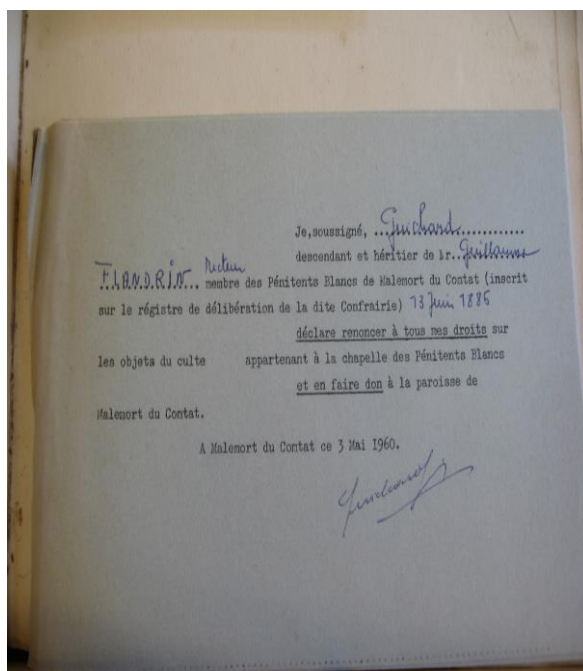 Je,soussigné, ...Guichard.............
descendant et héritier de Mr..Guillaume
F.L.A.N.D.R.I.N... Recteur membre des Pénitents Blancs de Malemort du Comtat (inscrit
sur le régistre de délibération de la dite Confrairie) 13 Juin 1885
déclare renoncer à tous mes droits sur
les objets du culte appartenant à la chapelle des Pénitents Blancs
et en faire don à la paroisse de
Malemort du Comtat.
A Malemort du Comtat ce 3 Mai 1960.
Guichard